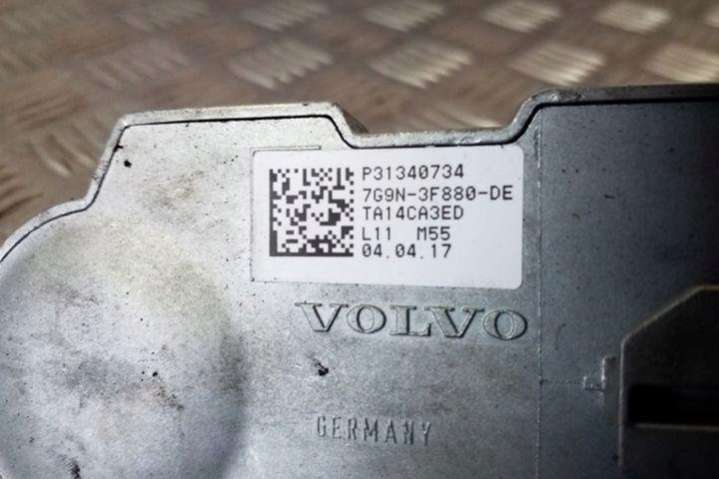 P31340734
7G9N-3F880-DE
TA14CA3ED
L11 M55
04.04.17
VOLVO
GERMANY